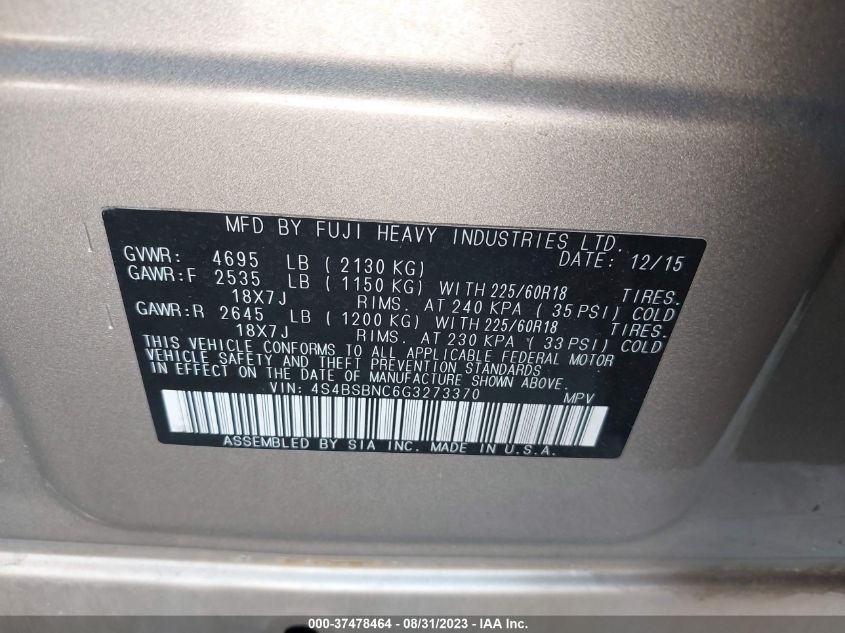 MFD BY FUJI HEAVY INDUSTRIES LTD.
DATE: 12/15
GVWR: 4695 LB ( 2130 KG)
GAWR:F 2535 LB ( 1150 KG) WITH 225/60R18 TIRES.
18X7J RIMS. AT 240 KPA ( 35 PSI) COLD
GAWR:R 2645 LB ( 1200 KG) WITH 225/60R18 TIRES.
18X7J RIMS. AT 230 KPA ( 33 PSI) COLD
THIS VEHICLE CONFORMS TO ALL APPLICABLE FEDERAL MOTOR
VEHICLE SAFETY AND THEFT PREVENTION STANDARDS
IN EFFECT ON THE DATE OF MANUFACTURE SHOWN ABOVE.
VIN: 4S4BSBNC6G3273370 MPV
ASSEMBLED BY SIA INC. MADE IN U.S.A.
000-37478464 - 08/31/2023 - IAA Inc.